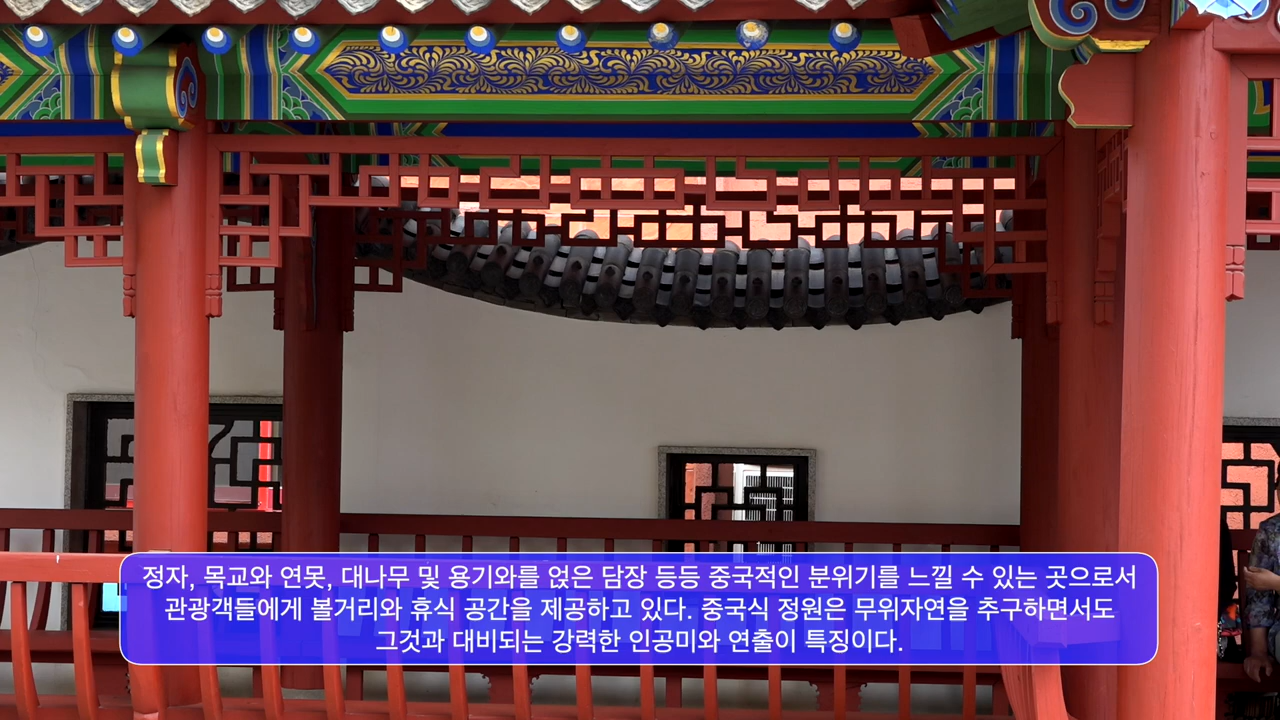 정자, 목교와 연못, 대나무 및 용기와를 얹은 담장 등등 중국적인 분위기를 느낄 수 있는 곳으로서
관광객들에게 볼거리와 휴식 공간을 제공하고 있다. 중국식 정원은 무위자연을 추구하면서도
그것과 대비되는 강력한 인공미와 연출이 특징이다.